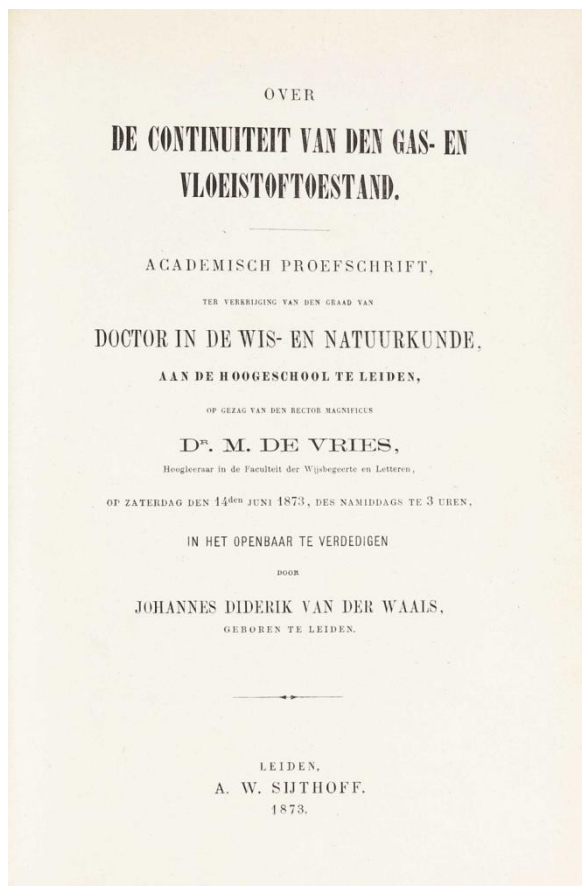 OVER
DE CONTINUITEIT VAN DEN GAS- EN
VLOEISTOFTOESTAND.
ACADEMISCH PROEFSCHRIFT,
TER VERKRIJGING VAN DEN GRAAD VAN
DOCTOR IN DE WIS- EN NATUURKUNDE,
AAN DE HOOGESCHOOL TE LEIDEN,
OP GEZAG VAN DEN RECTOR MAGNIFICUS
DR. M. DE VRIES,
Hoogleeraar in de Faculteit der Wijsbegeerte en Letteren,
OP ZATERDAG DEN 14den JUNI 1873, DES NAMIDDAGS TE 3 UREN,
IN HET OPENBAAR TE VERDEDIGEN
DOOR
JOHANNES DIDERIK VAN DER WAALS,
GEBOREN TE LEIDEN.
LEIDEN,
A. W. SIJTHOFF.
1873.